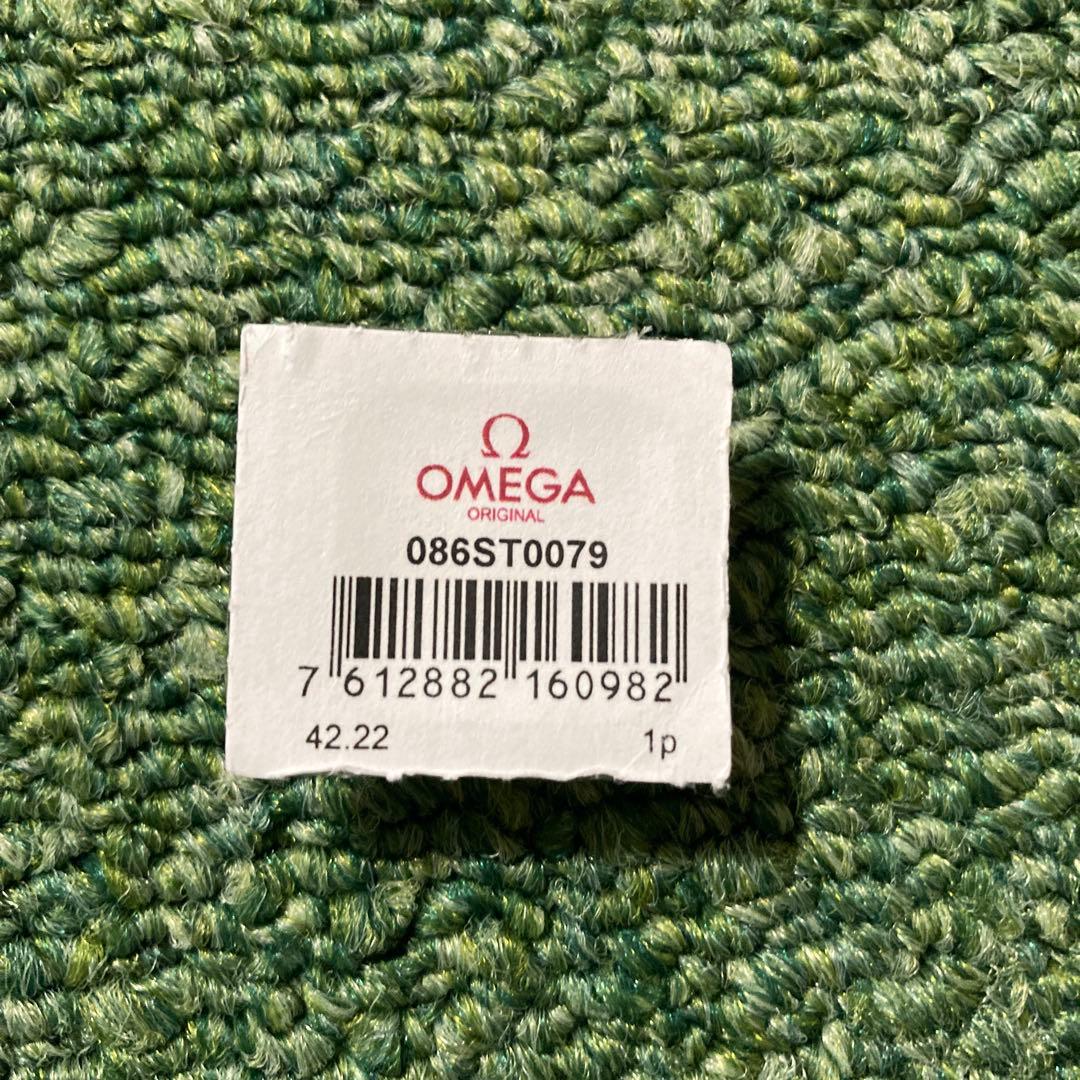 Ω
OMEGA
ORIGINAL
086ST0079
7 612882 160982
42.22 1p